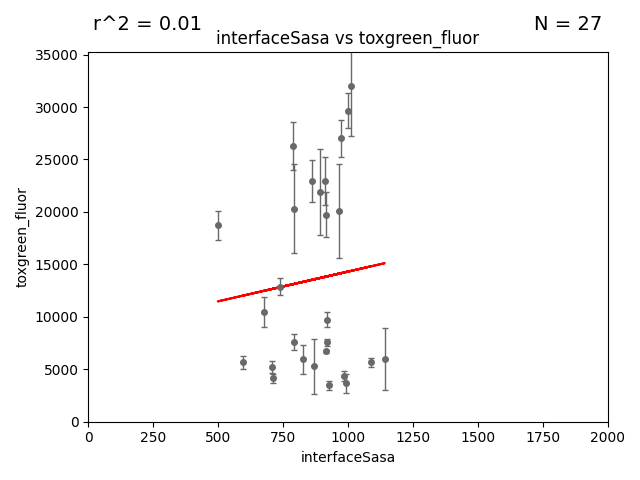 r^2 = 0.01
N = 27
interfaceSasa vs toxgreen_fluor
35000
30000
25000
20000
15000
10000
5000
0
toxgreen_fluor
0 250 500 750 1000 1250 1500 1750 2000
interfaceSasa